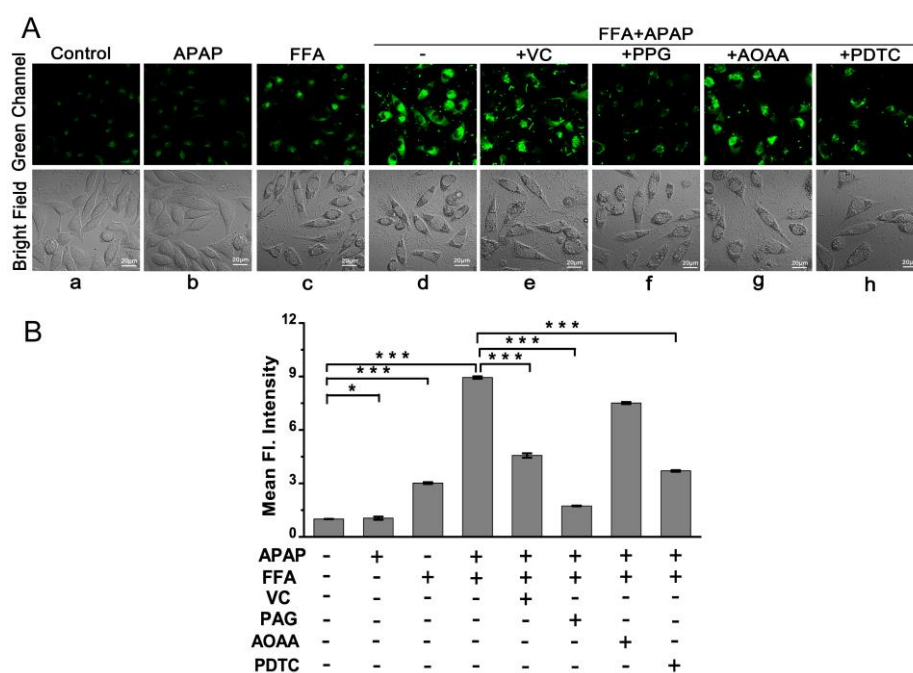 A
FFA+APAP
Control APAP FFA - +VC +PPG +AOAA +PDTC
Green Channel
Bright Field
20μm 20μm 20μm 20μm 20μm 20μm 20μm 20μm
a b c d e f g h
B
Mean Fl. Intensity
12
9
6
3
0
* * *
* * *
* * *
* * *
* * *
*
APAP - + - + + + + +
FFA - - + + + + + +
VC - - - - + - - -
PAG - - - - - + - -
AOAA - - - - - - + -
PDTC - - - - - - - +